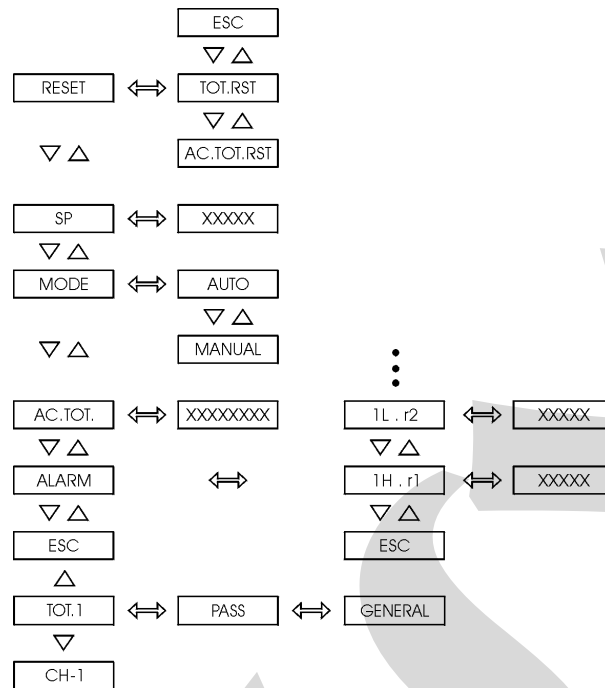 ESC
RESET TOT.RST
AC.TOT.RST
SP XXXXX
MODE AUTO
MANUAL
AC.TOT. XXXXXXXX 1L . r2 XXXXX
ALARM 1H . r1 XXXXX
ESC ESC
TOT.1 PASS GENERAL
CH-1